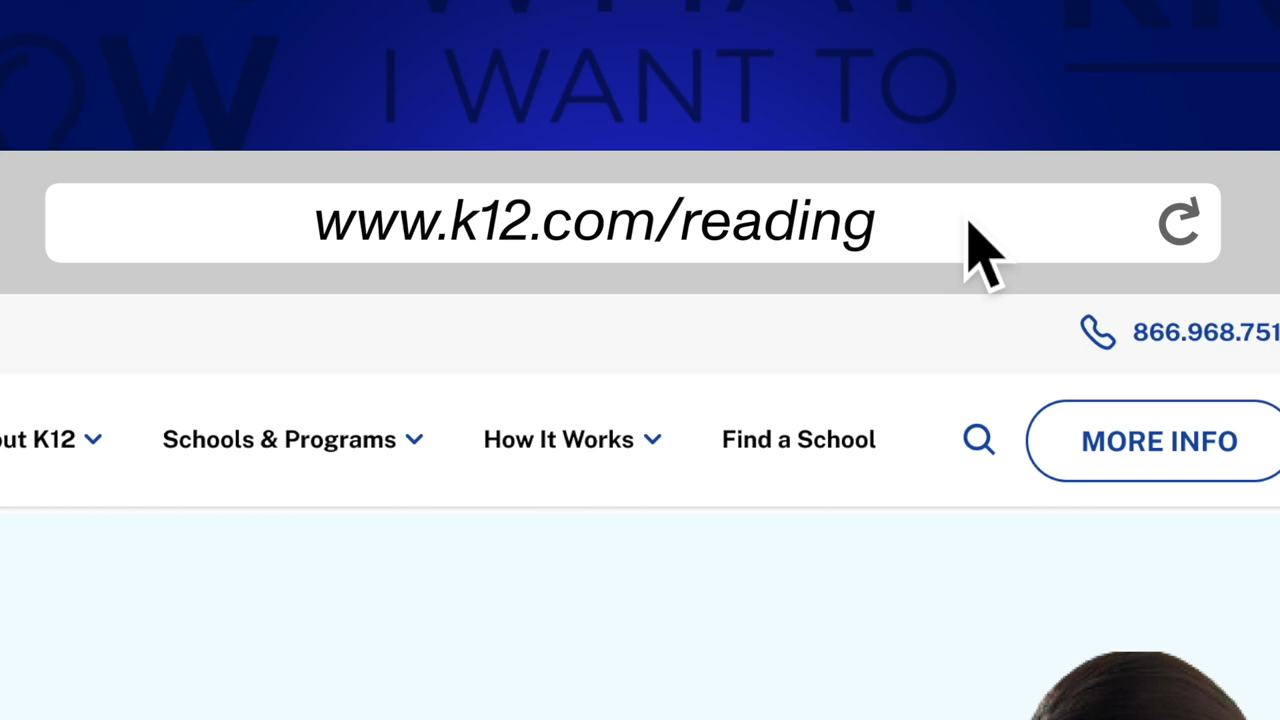 WHAT
I WANT TO
www.k12.com/reading
866.968.751
out K12
Schools & Programs
How It Works
Find a School
MORE INFO